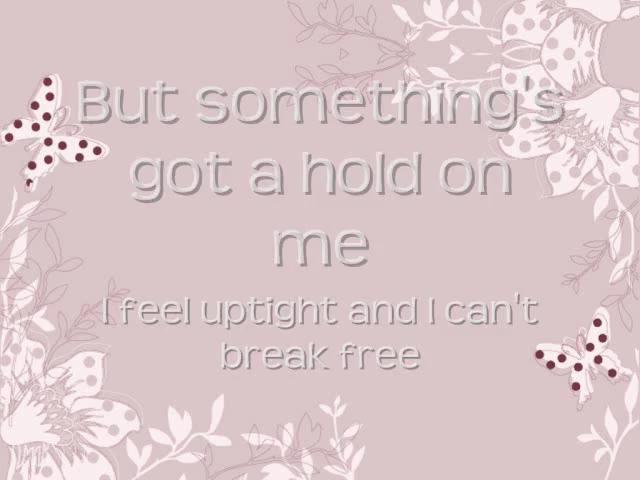 But something's
got a hold on
me
I feel uptight and I can't
break free